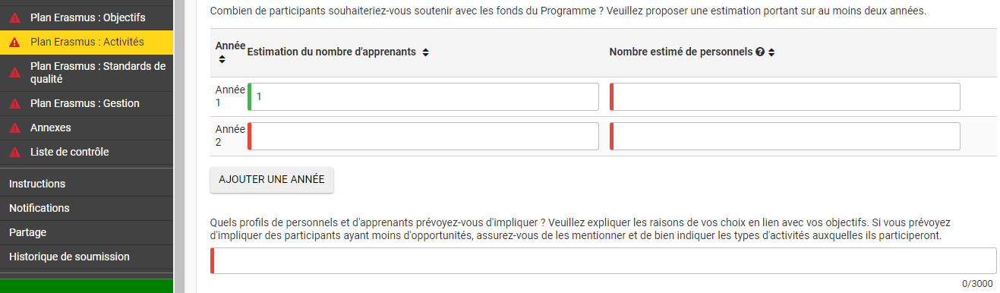 Plan Erasmus : Objectifs
Plan Erasmus : Activités
Plan Erasmus : Standards de
qualité
Plan Erasmus : Gestion
Annexes
Liste de contrôle
Instructions
Notifications
Partage
Historique de soumission
Combien de participants souhaiteriez-vous soutenir avec les fonds du Programme ? Veuillez proposer une estimation portant sur au moins deux années.
Année
Estimation du nombre d'apprenants
Nombre estimé de personnels
Année
1
1
Année
2
AJOUTER UNE ANNÉE
Quels profils de personnels et d'apprenants prévoyez-vous d'impliquer ? Veuillez expliquer les raisons de vos choix en lien avec vos objectifs. Si vous prévoyez
d'impliquer des participants ayant moins d'opportunités, assurez-vous de les mentionner et de bien indiquer les types d'activités auxquelles ils participeront.
0/3000